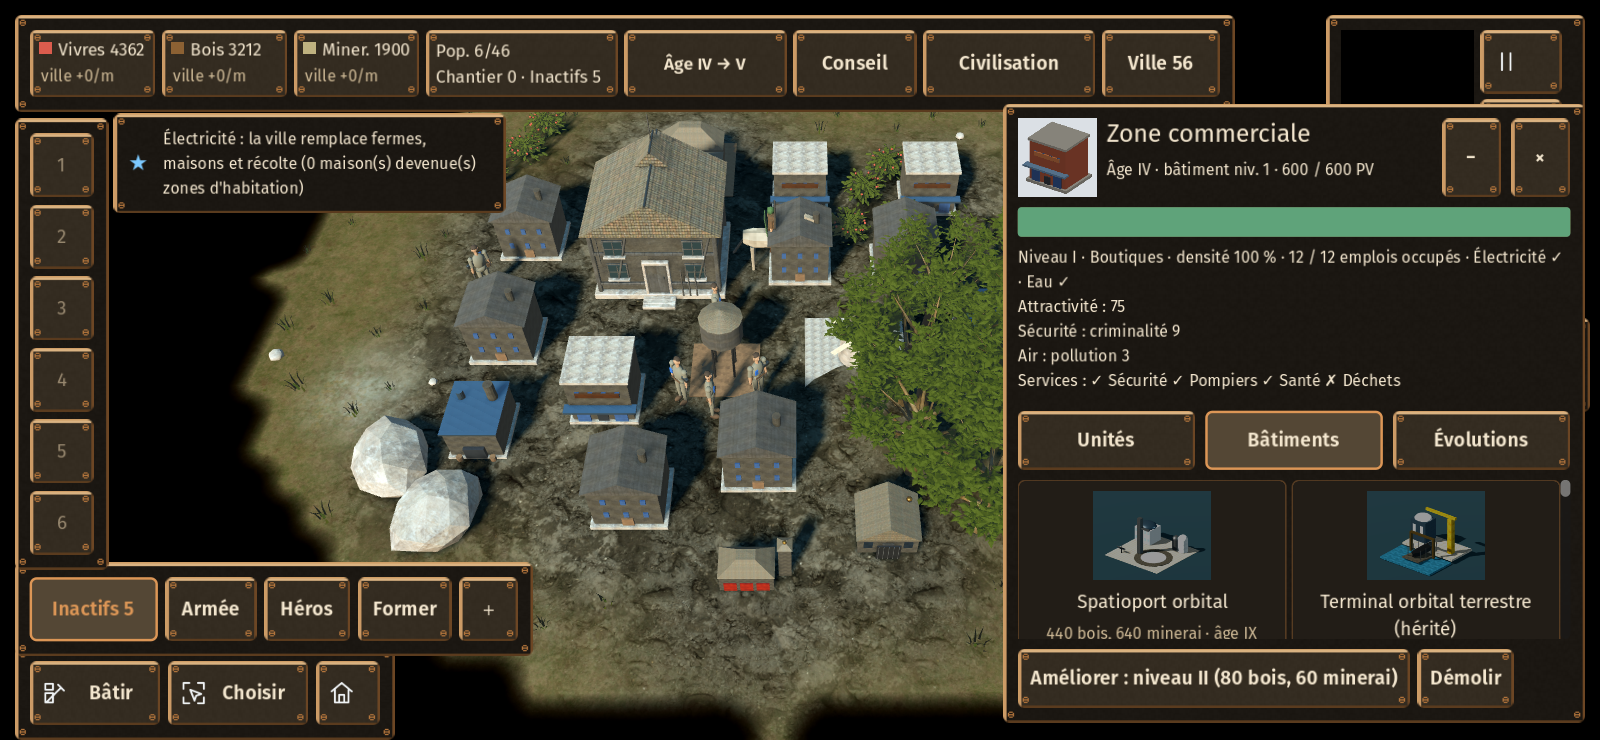 Vivres 4362
ville +0/m
Bois 3212
ville +0/m
Miner. 1900
ville +0/m
Pop. 6/46
Chantier 0 · Inactifs 5
Âge IV → V
Conseil
Civilisation
Ville 56
1
2
3
4
5
6
Électricité : la ville remplace fermes,
maisons et récolte (0 maison(s) devenue(s)
zones d'habitation)
Zone commerciale
Âge IV · bâtiment niv. 1 · 600 / 600 PV
−
×
Niveau I · Boutiques · densité 100 % · 12 / 12 emplois occupés · Électricité ✓
· Eau ✓
Attractivité : 75
Sécurité : criminalité 9
Air : pollution 3
Services : ✓ Sécurité ✓ Pompiers ✓ Santé ✗ Déchets
Unités
Bâtiments
Évolutions
Spatioport orbital
440 bois, 640 minerai · âge IX
Terminal orbital terrestre
(hérité)
Améliorer : niveau II (80 bois, 60 minerai)
Démolir
Inactifs 5
Armée
Héros
Former
+
Bâtir
Choisir